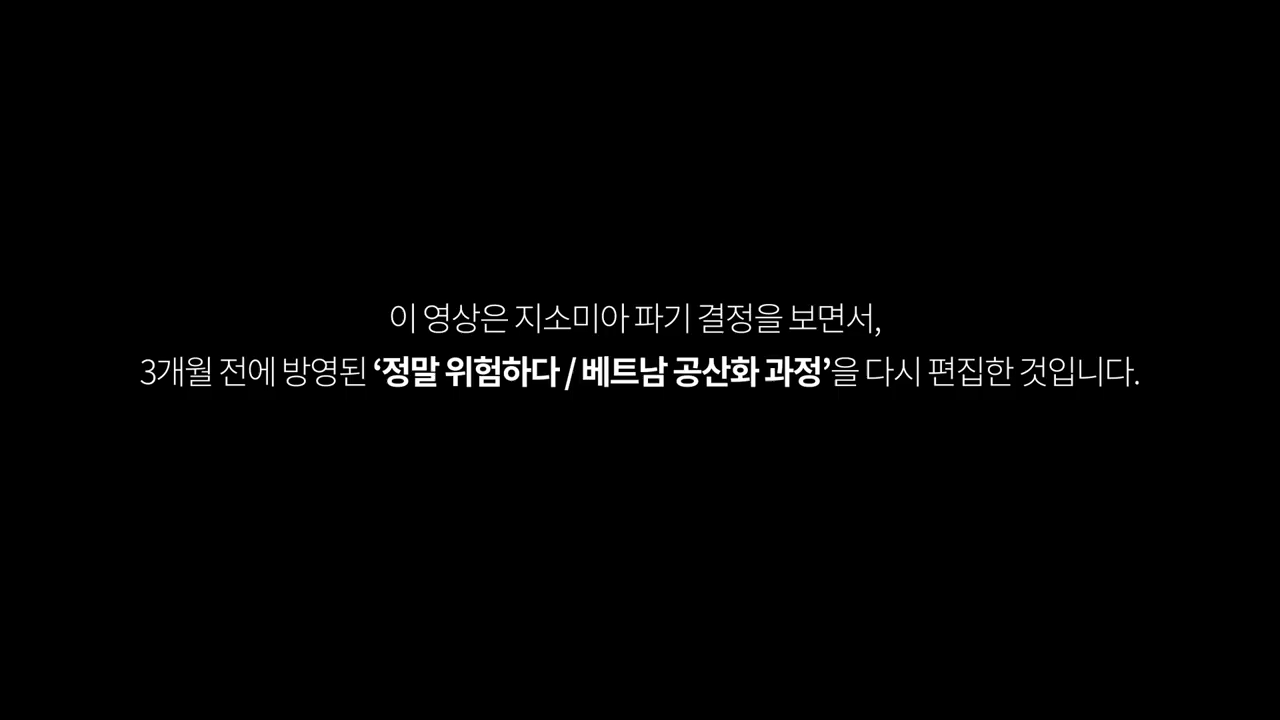 이 영상은 지소미아 파기 결정을 보면서,
3개월 전에 방영된 ‘정말 위험하다 / 베트남 공산화 과정’을 다시 편집한 것입니다.